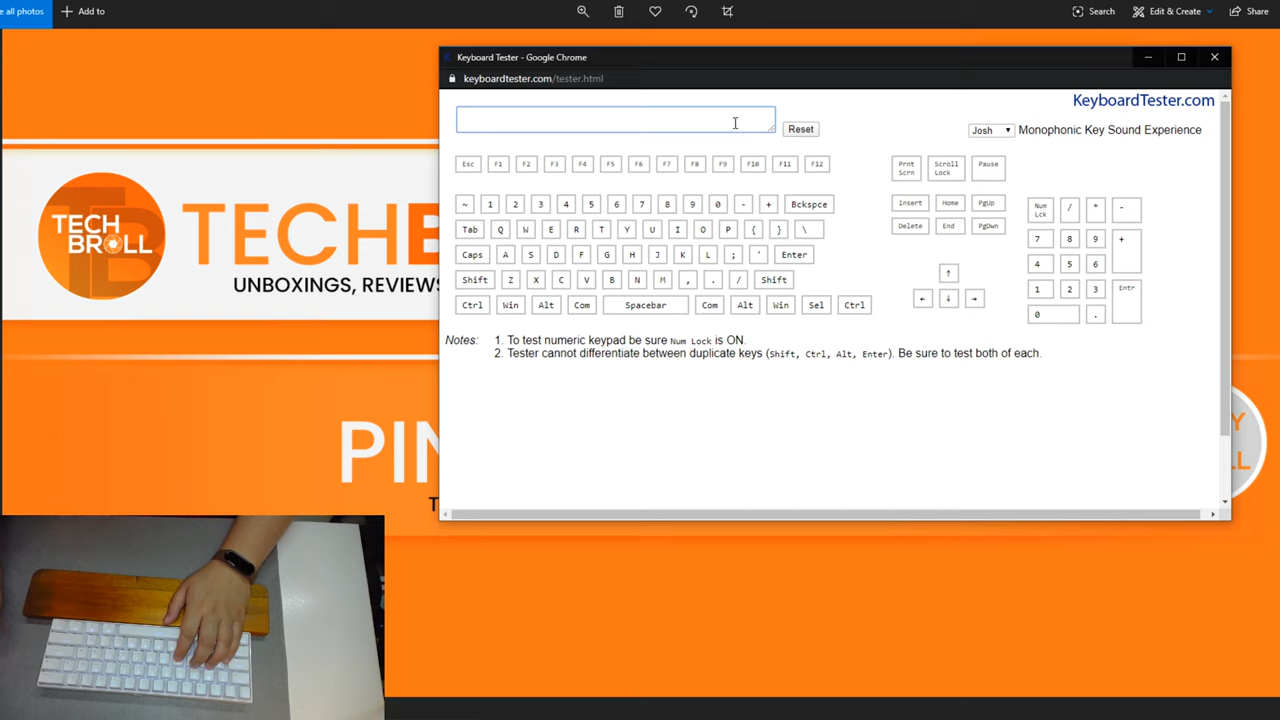 e all photos
Add to
Search
Edit & Create
Share
TECH
BROLL
TECHB
UNBOXINGS, REVIEWS
PIN
T
Y
LL
Keyboard Tester - Google Chrome
keyboardtester.com/tester.html
KeyboardTester.com
Reset
Josh
Monophonic Key Sound Experience
Esc F1 F2 F3 F4 F5 F6 F7 F8 F9 F10 F11 F12
Prnt Scrn Scroll Lock Pause
~ 1 2 3 4 5 6 7 8 9 0 - + Bckspce
Insert Home PgUp
Num Lck / * -
Tab Q W E R T Y U I O P { } \
Delete End PgDwn
7 8 9 +
Caps A S D F G H J K L ; ' Enter
4 5 6
Shift Z X C V B N M , . / Shift
↑
1 2 3 Entr
Ctrl Win Alt Com Spacebar Com Alt Win Sel Ctrl
← ↓ →
0 .
Notes: 1. To test numeric keypad be sure Num Lock is ON.
2. Tester cannot differentiate between duplicate keys (Shift, Ctrl, Alt, Enter). Be sure to test both of each.